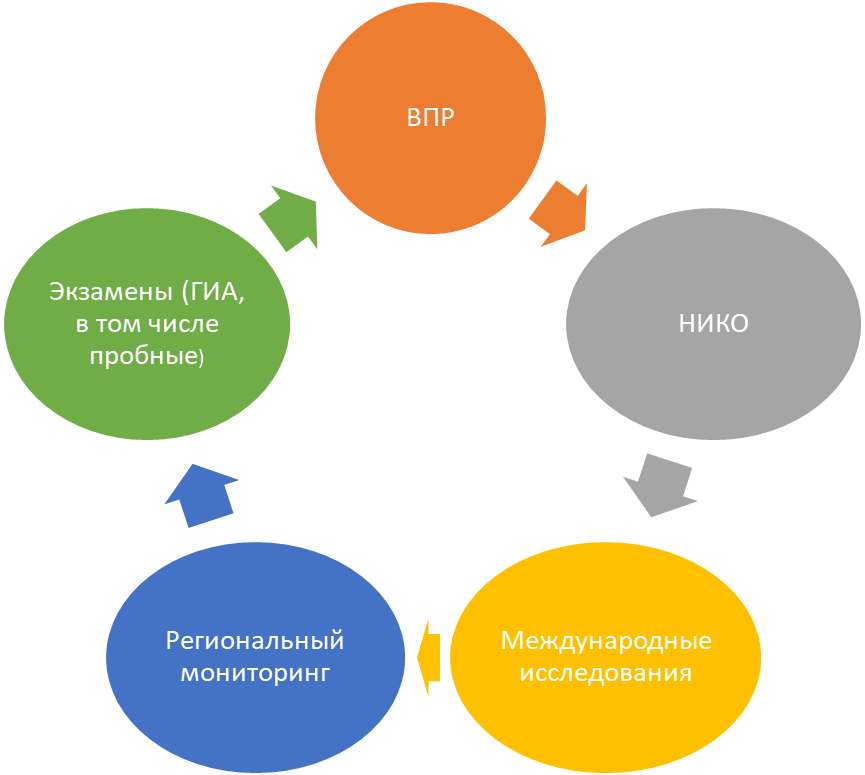 ВПР
НИКО
Международные
исследования
Региональный
мониторинг
Экзамены (ГИА,
в том числе
пробные)